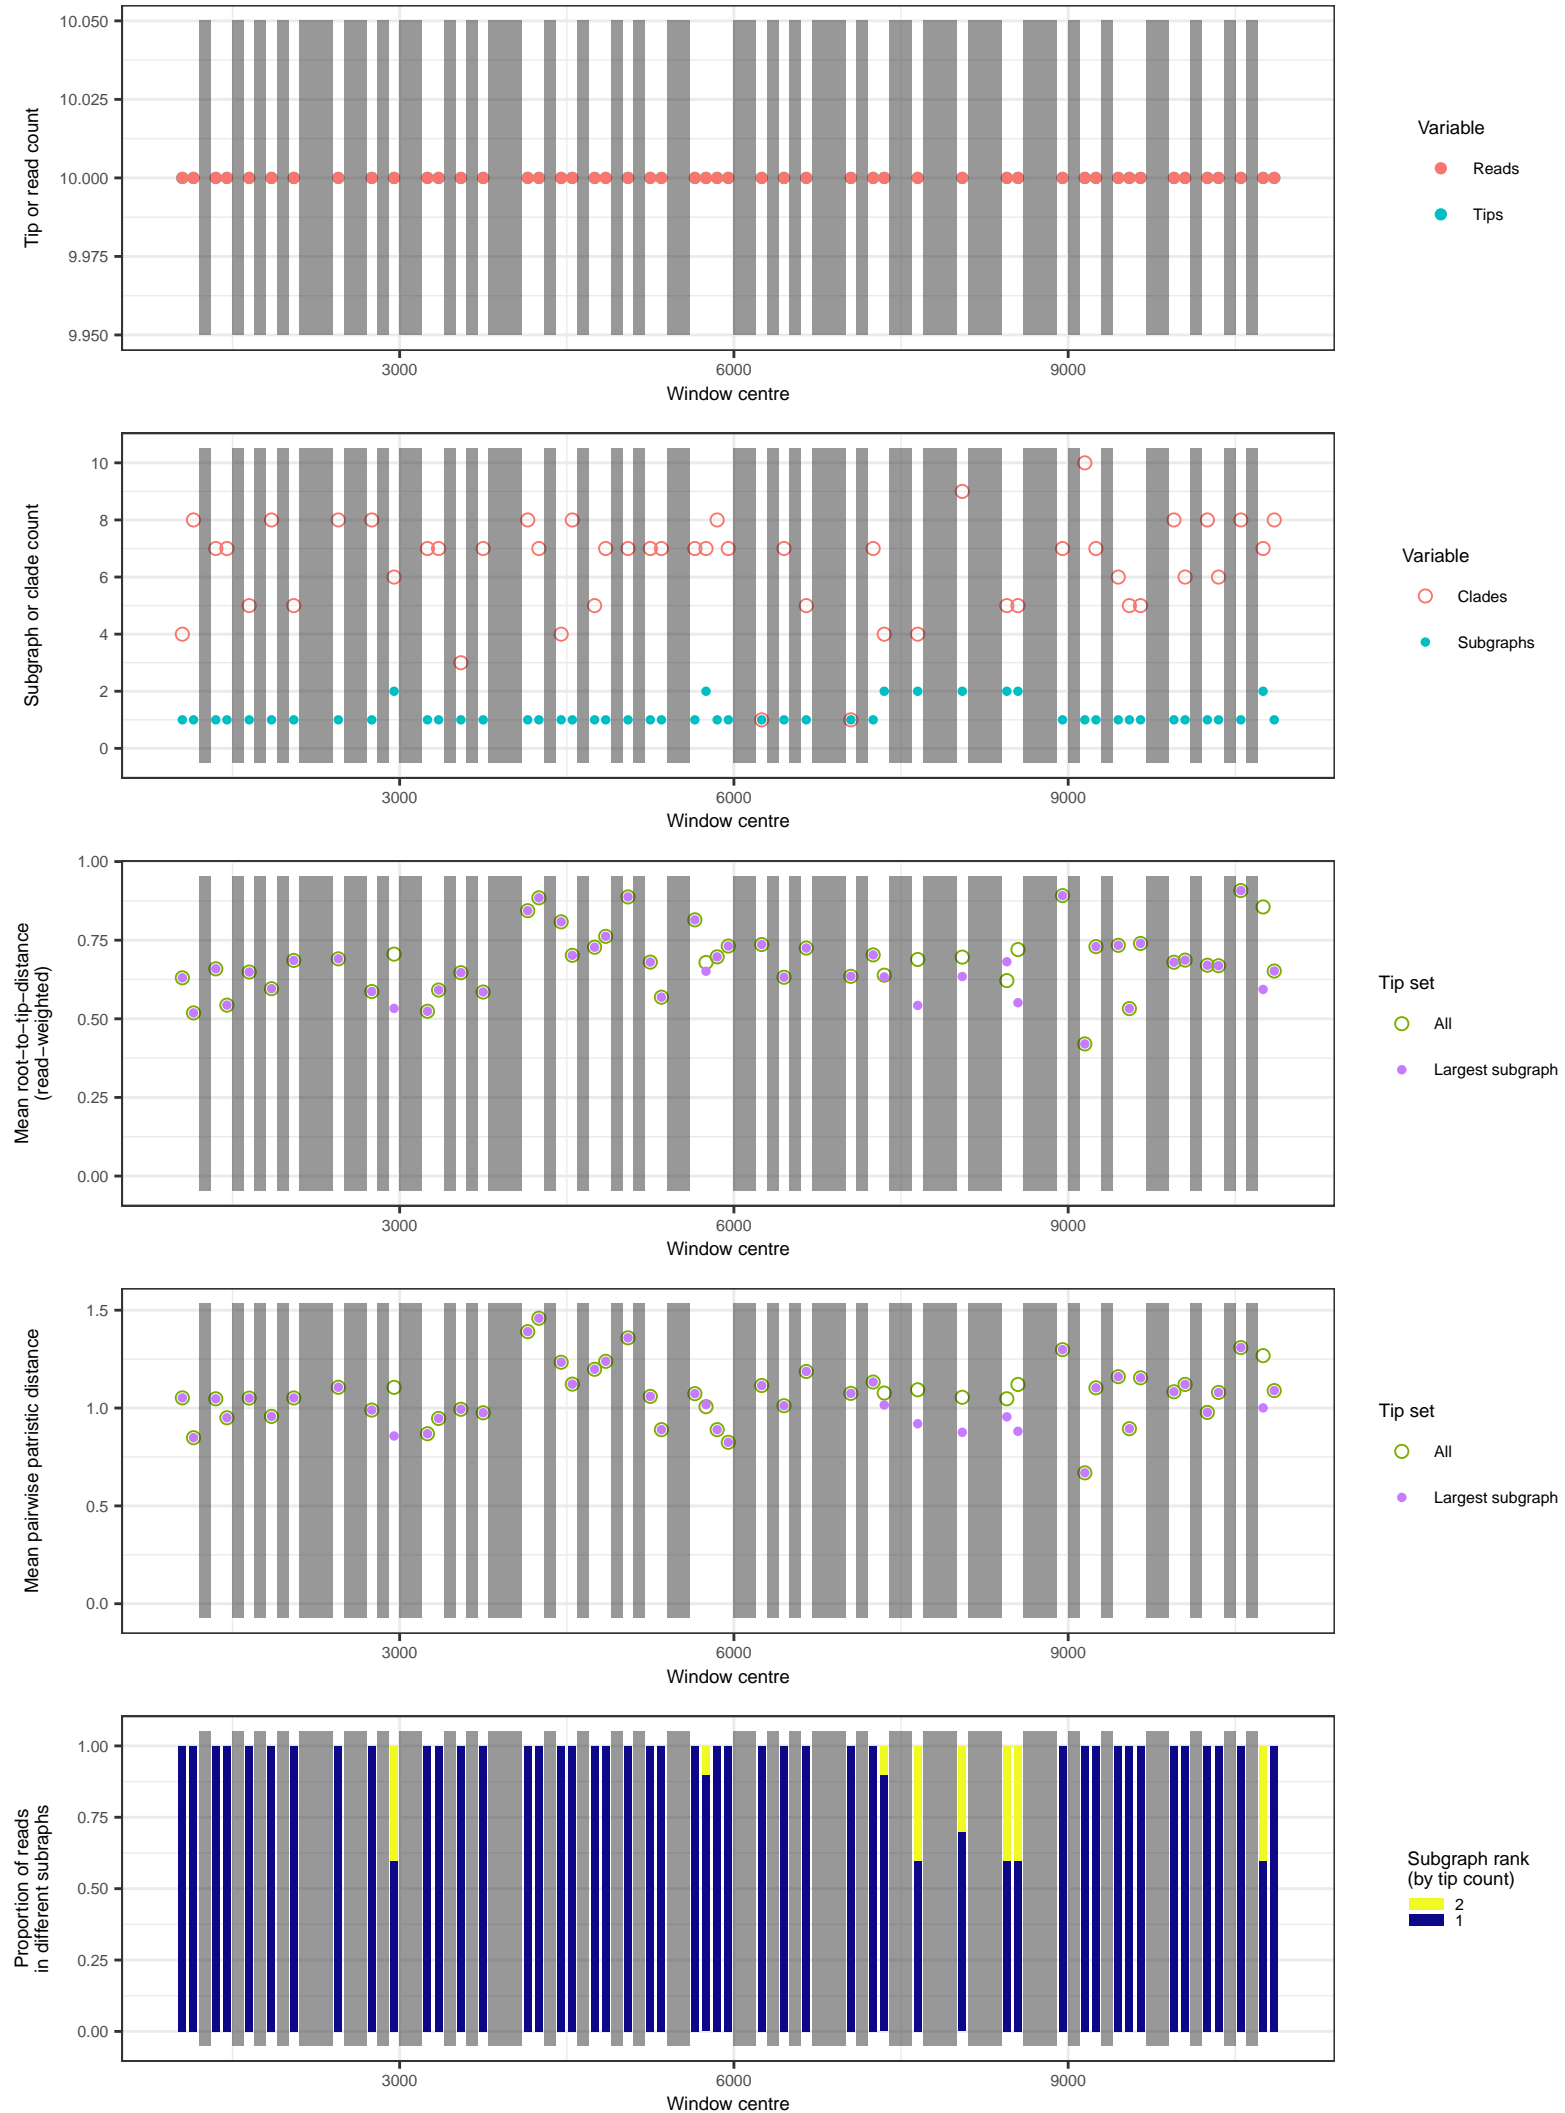 10.050
10.025
10.000
9.975
9.950
Tip or read count
3000
6000
9000
Window centre
Variable
Reads
Tips
10
8
6
4
2
0
Subgraph or clade count
3000
6000
9000
Window centre
Variable
Clades
Subgraphs
1.00
0.75
0.50
0.25
0.00
Mean root−to−tip−distance
(read−weighted)
3000
6000
9000
Window centre
Tip set
All
Largest subgraph
1.5
1.0
0.5
0.0
Mean pairwise patristic distance
3000
6000
9000
Window centre
Tip set
All
Largest subgraph
1.00
0.75
0.50
0.25
0.00
Proportion of reads
in different subraphs
3000
6000
9000
Window centre
Subgraph rank
(by tip count)
2
1